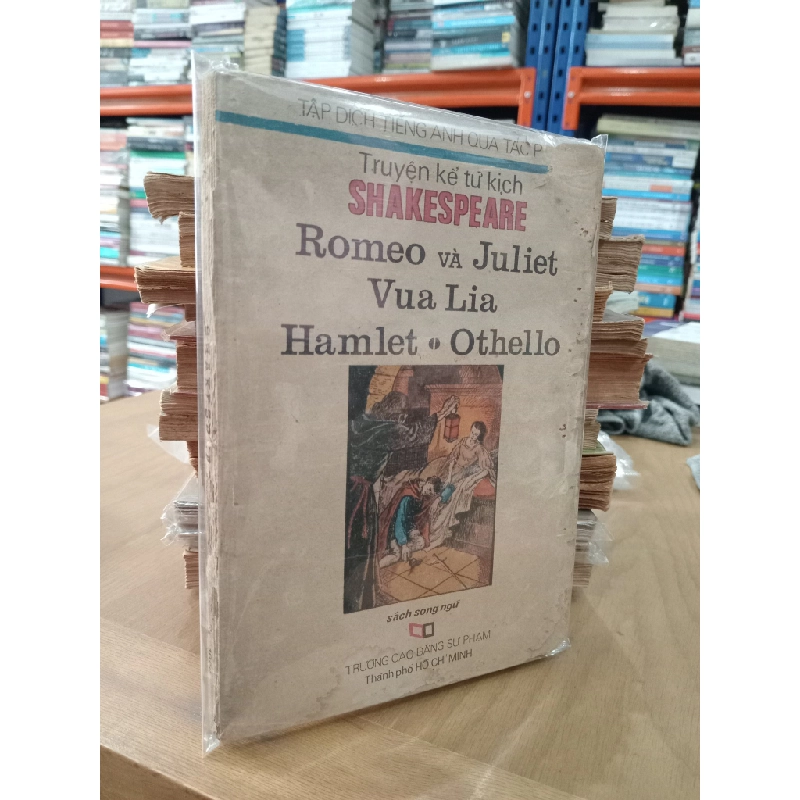 TẬP DỊCH TIẾNG ANH QUA TÁC P
Truyện kể từ kịch
SHAKESPEARE
Romeo VÀ Juliet
Vua Lia
Hamlet • Othello
sách song ngữ
TRƯỜNG CAO ĐẲNG SƯ PHẠM
Thành phố HỒ CHÍ MINH